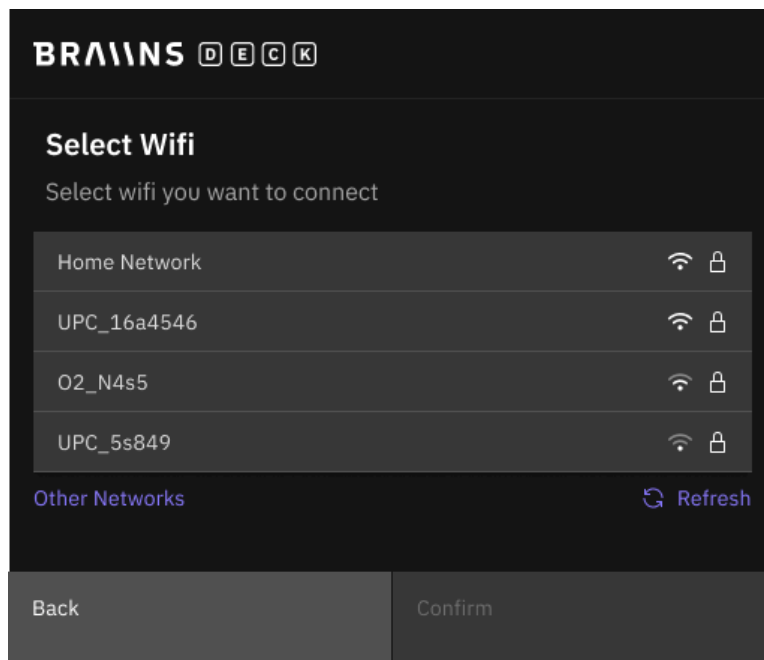 BRAIINS DECK
Select Wifi
Select wifi you want to connect
Home Network
UPC_16a4546
O2_N4s5
UPC_5s849
Other Networks
Refresh
Back
Confirm